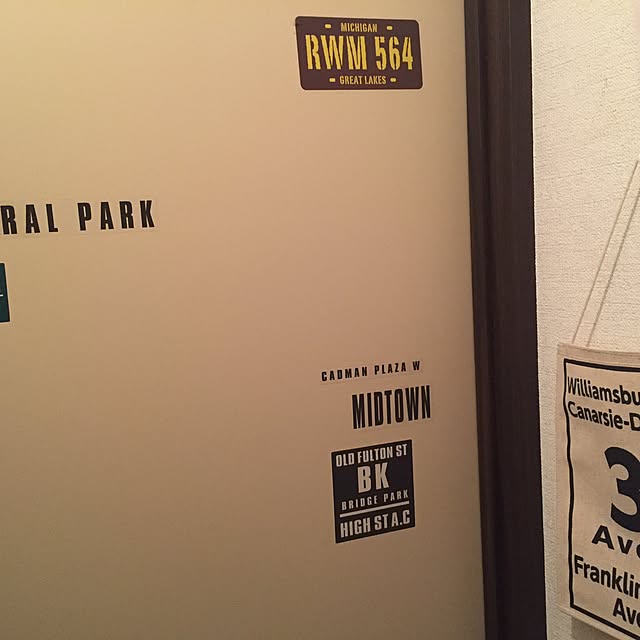 MICHIGAN
RWM 564
GREAT LAKES
RAL PARK
CADMAN PLAZA W
MIDTOWN
OLD FULTON ST
BK
BRIDGE PARK
HIGH ST A.C
Williamsbu
Canarsie-D
3
Ave
Franklin
Ave